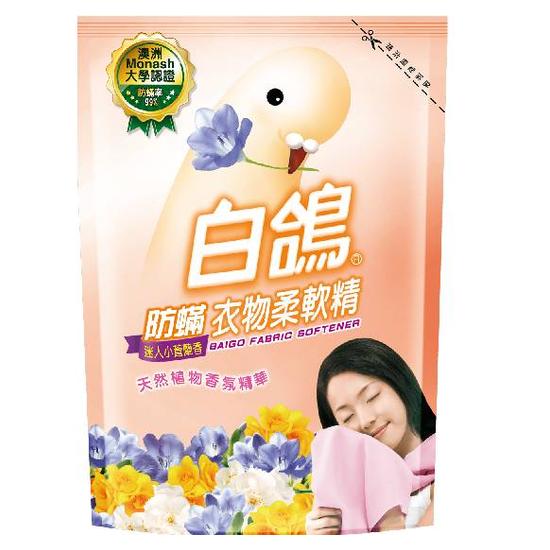 澳洲
Monash
大學認證
防蟎率
99%
白鴿®
防蟎 衣物柔軟精
迷人小蒼蘭香
BAIGO FABRIC SOFTENER
天然植物香氛精華